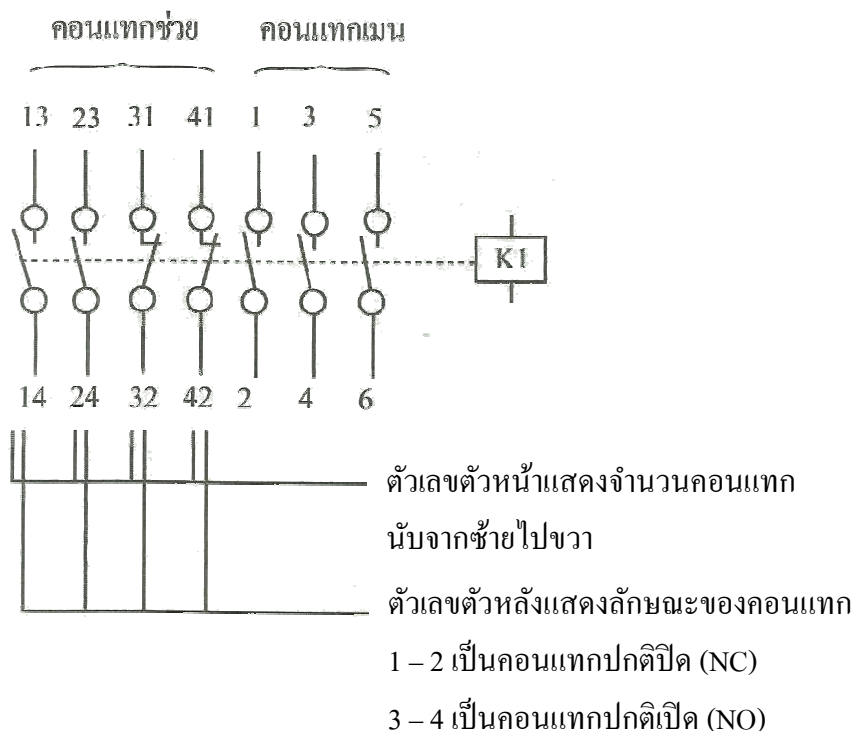 คอนแทกช่วย คอนแทกเมน
13 23 31 41 1 3 5
K1
14 24 32 42 2 4 6
ตัวเลขตัวหน้าแสดงจำนวนคอนแทก
นับจากซ้ายไปขวา
ตัวเลขตัวหลังแสดงลักษณะของคอนแทก
1 – 2 เป็นคอนแทกปกติปิด (NC)
3 – 4 เป็นคอนแทกปกติเปิด (NO)